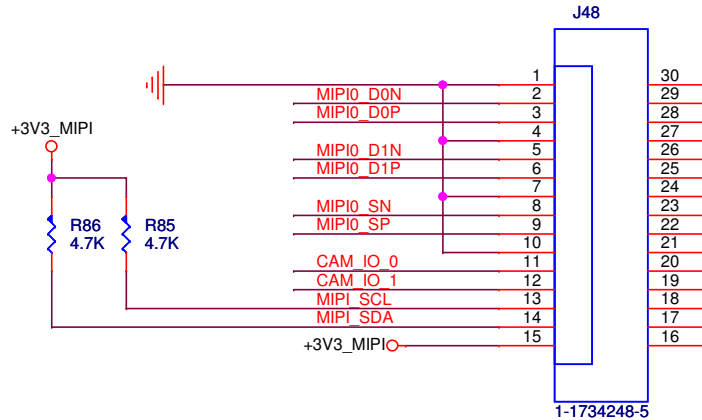 J48
1 30
MIPI0_D0N 2 29
MIPI0_D0P 3 28
+3V3_MIPI 4 27
MIPI0_D1N 5 26
MIPI0_D1P 6 25
7 24
MIPI0_SN 8 23
R86 R85 MIPI0_SP 9 22
4.7K 4.7K 10 21
CAM_IO_0 11 20
CAM_IO_1 12 19
MIPI_SCL 13 18
MIPI_SDA 14 17
+3V3_MIPI 15 16
1-1734248-5